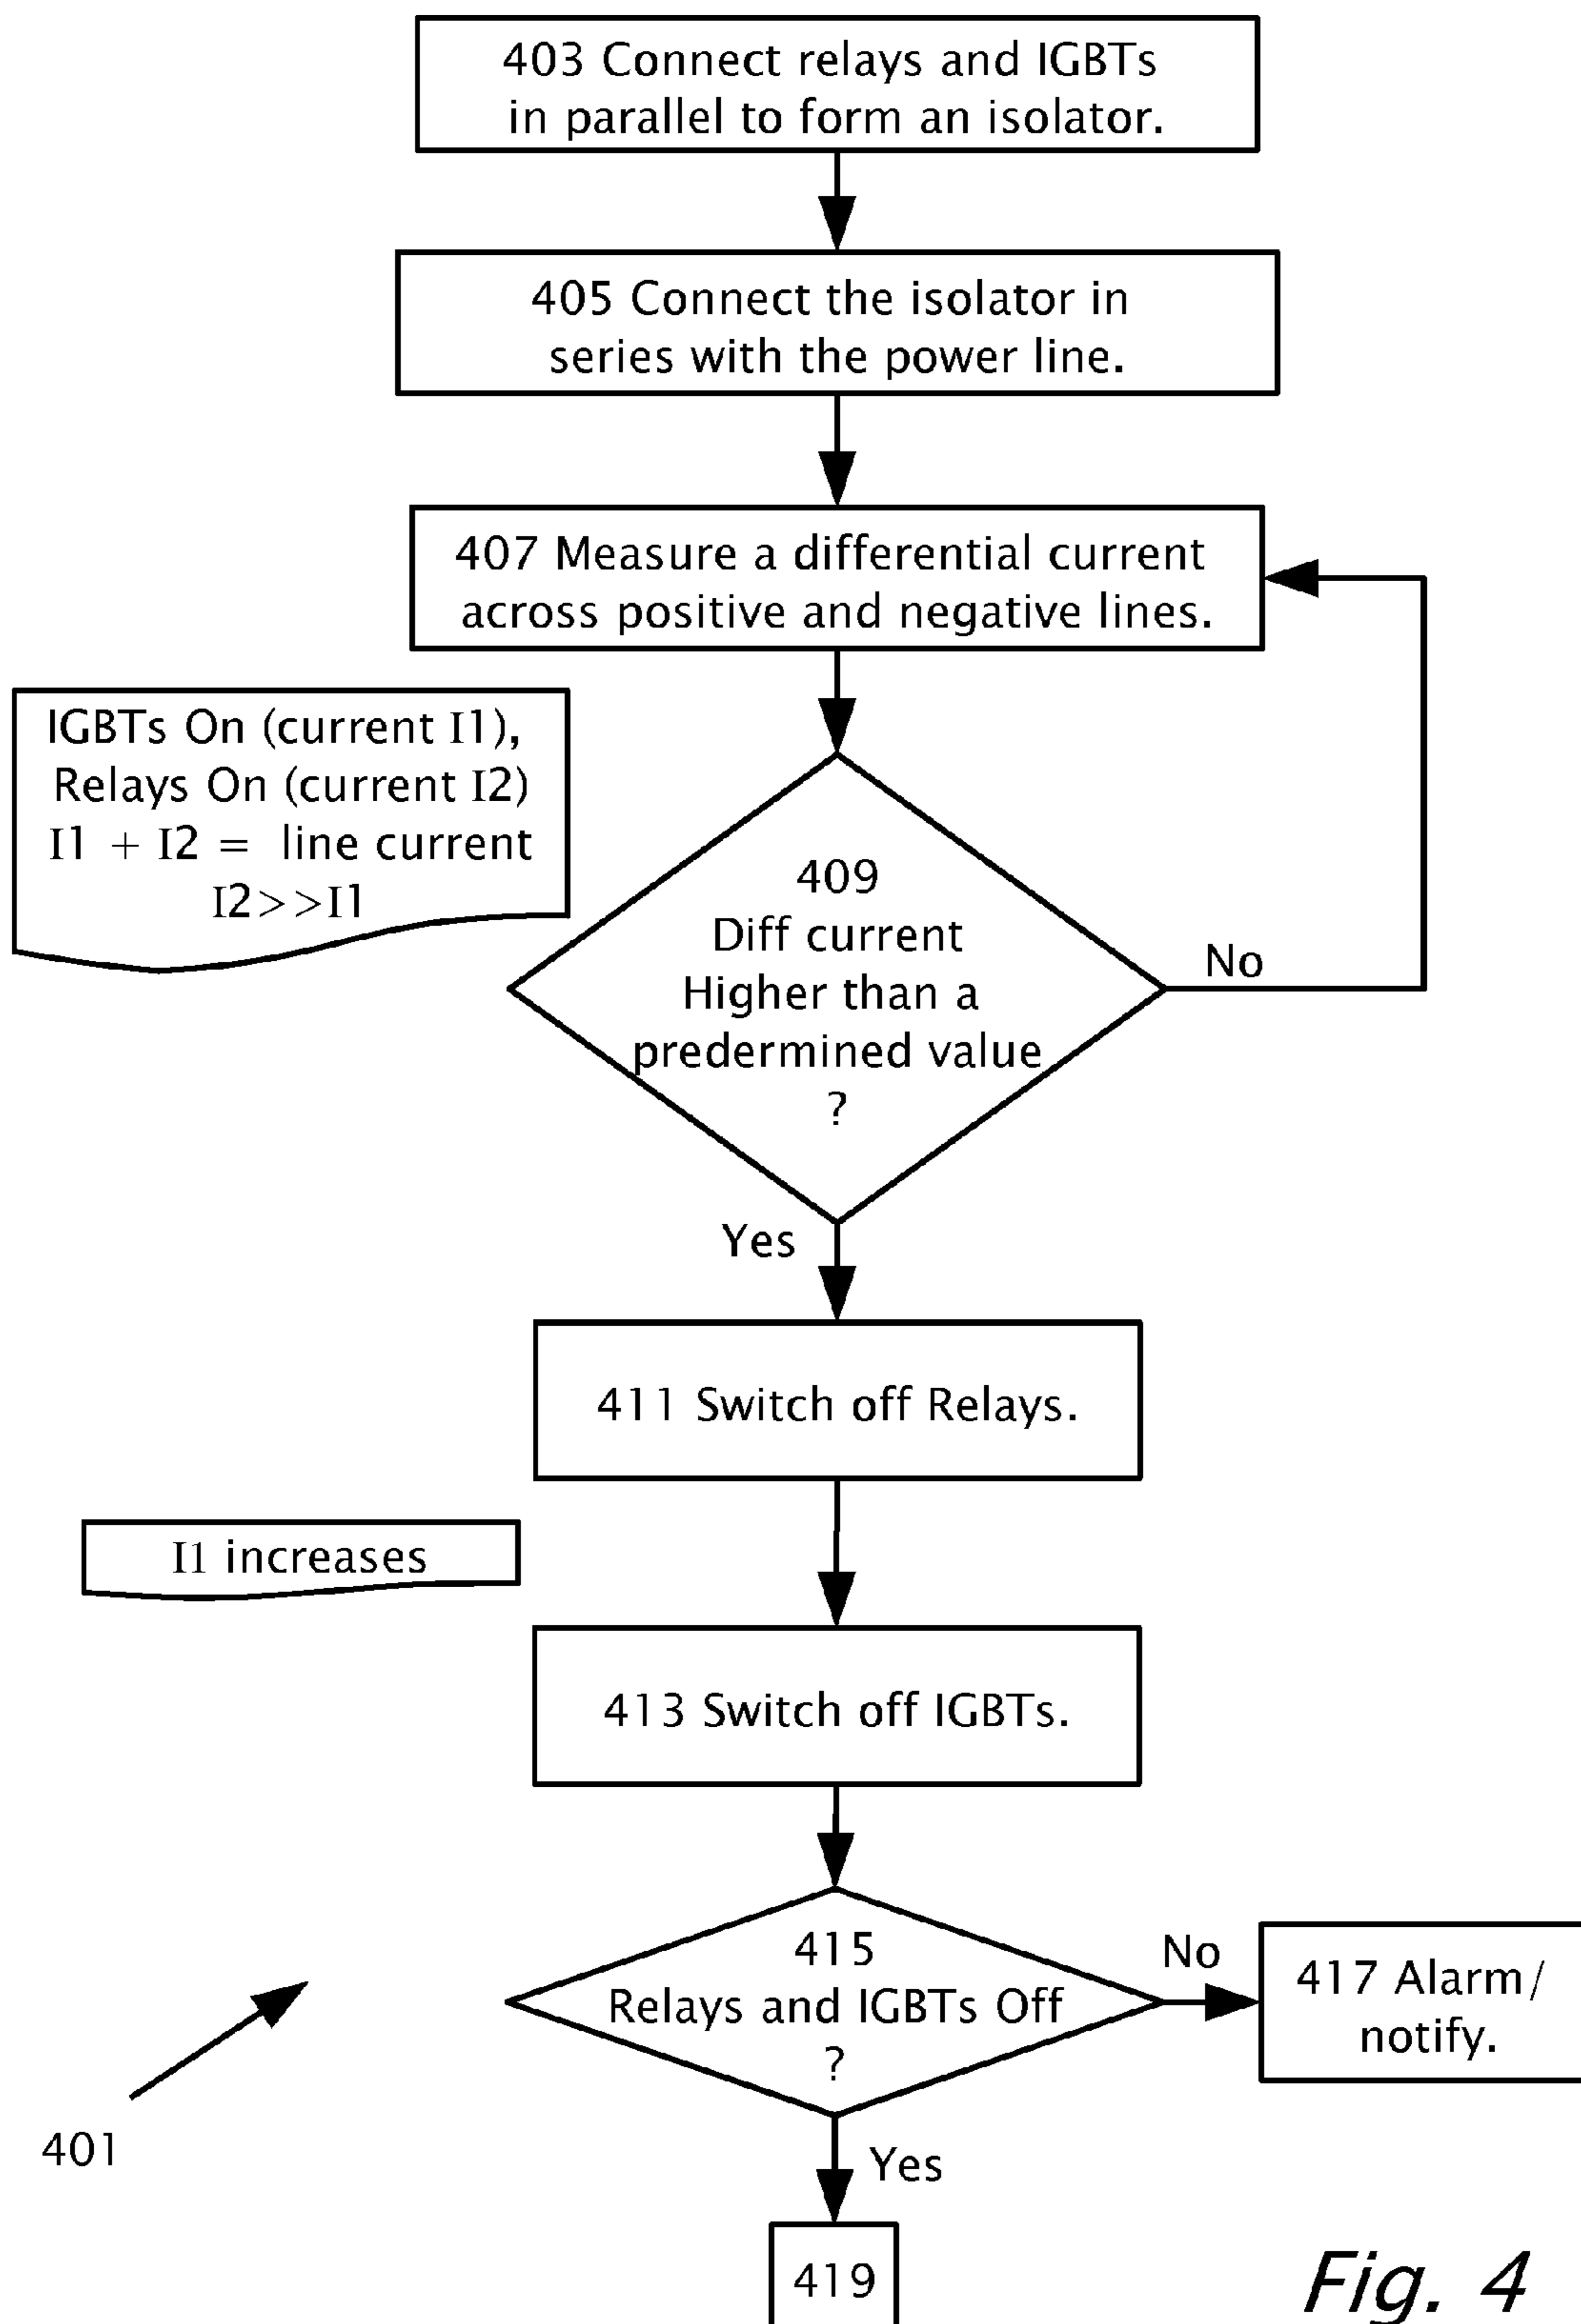 403 Connect relays and IGBTs
in parallel to form an isolator.
405 Connect the isolator in
series with the power line.
407 Measure a differential current
across positive and negative lines.
IGBTs On (current I1),
Relays On (current I2)
I1 + I2 = line current
I2>>I1
409
Diff current
Higher than a
predermined value
?
No
Yes
411 Switch off Relays.
I1 increases
413 Switch off IGBTs.
415
Relays and IGBTs Off
?
No
417 Alarm/
notify.
401
Yes
419
Fig. 4